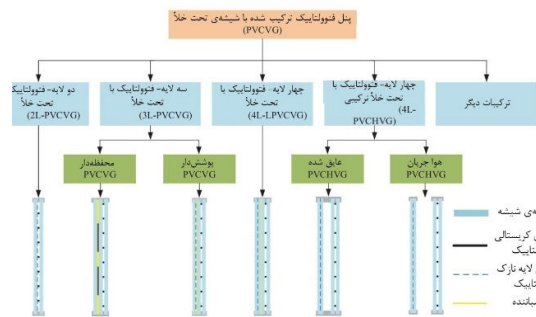 پنل فتوولتاییک ترکیب شده با شیشه‌ی تحت خلأ
(PVCVG)
دو لایه- فتوولتاییک
تحت خلأ
(2L-PVCVG)
سه لایه- فتوولتاییک با
تحت خلأ
(3L-PVCVG)
چهار لایه- فتوولتاییک با
تحت خلأ
(4L-LPVCVG)
چهار لایه- فتوولتاییک با
تحت خلأ ترکیبی
(4L-
PVCHVG)
ترکیبات دیگر
محفظه‌دار
PVCVG
پوشش‌دار
PVCVG
عایق شده
PVCHVG
هوا جریان
PVCHVG
ه‌ی شیشه
ی کریستالی
لتاییک
لایه نازک
تاییک
ساننده